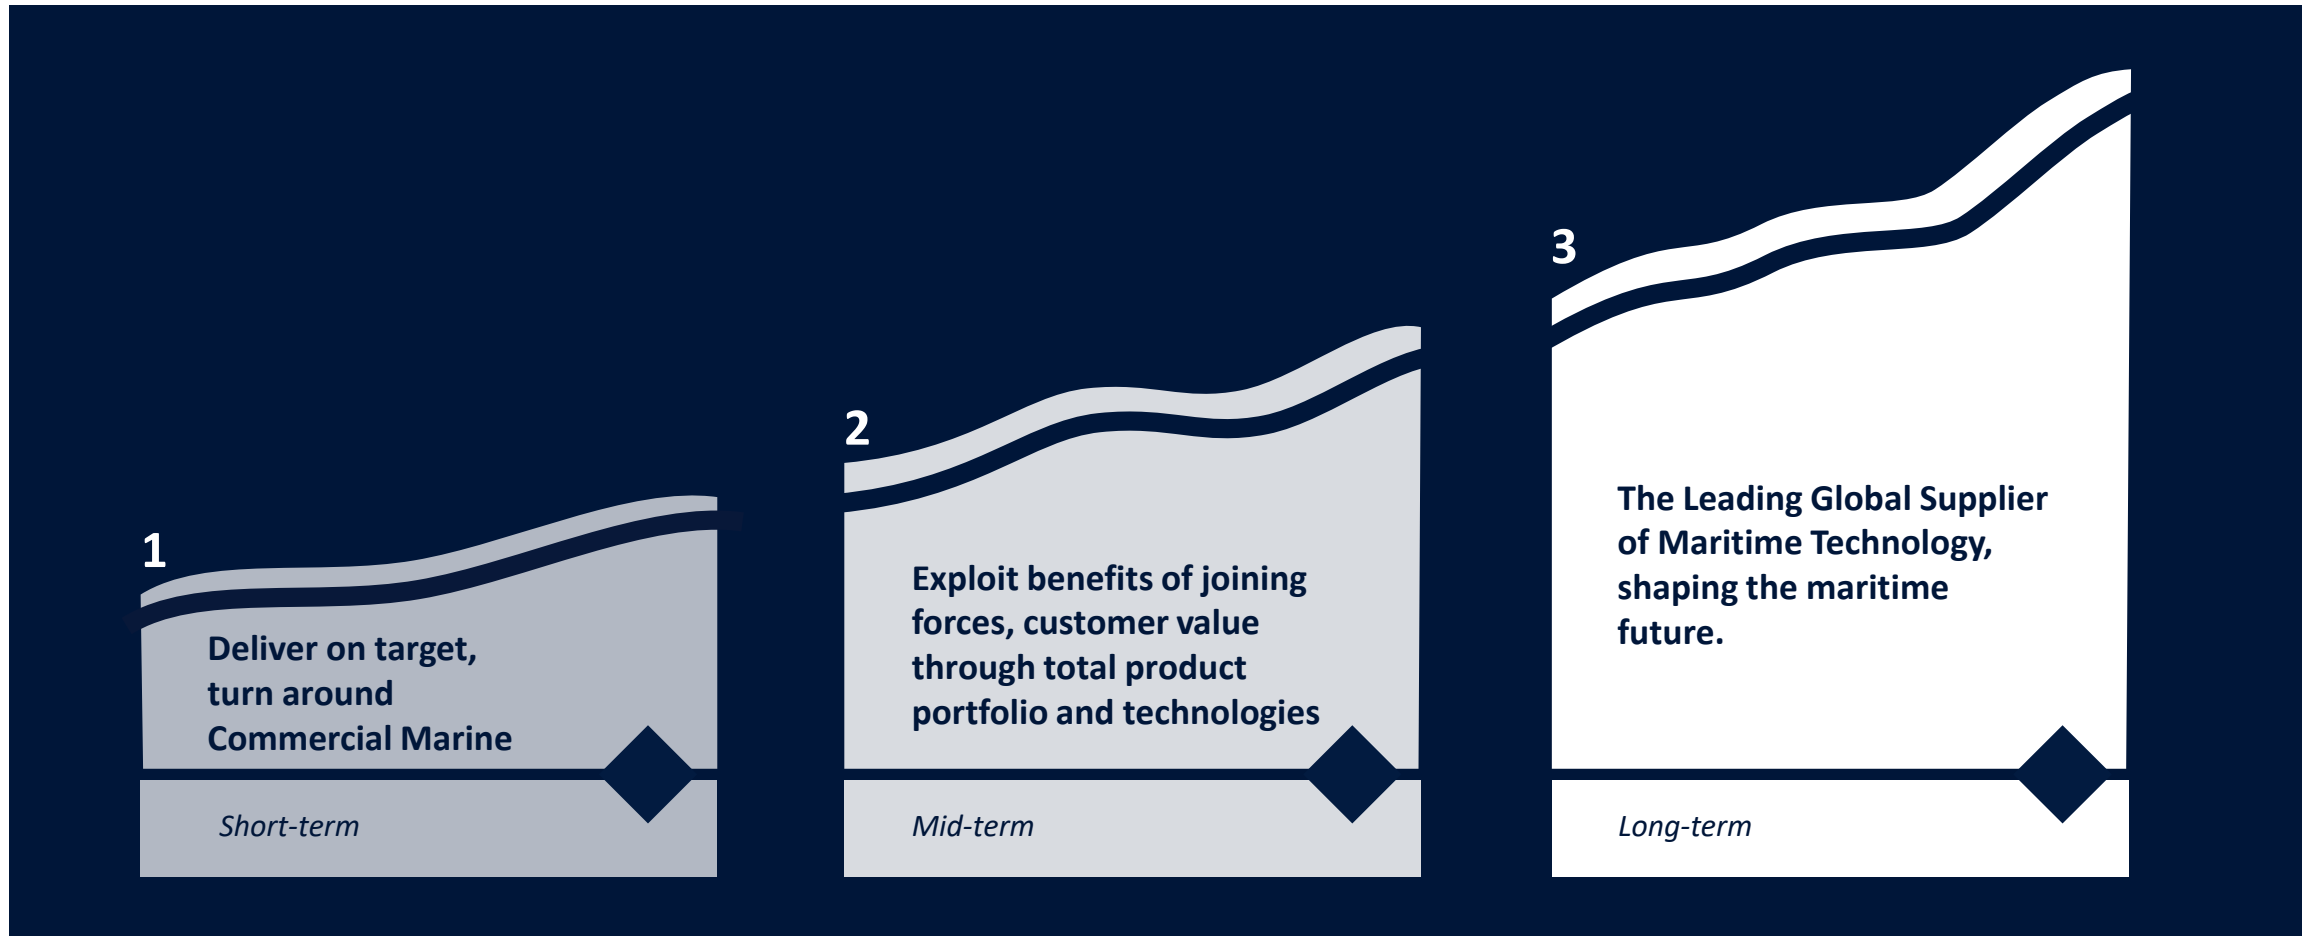 1
Deliver on target,
turn around
Commercial Marine
Short-term
2
Exploit benefits of joining
forces, customer value
through total product
portfolio and technologies
Mid-term
3
The Leading Global Supplier
of Maritime Technology,
shaping the maritime
future.
Long-term